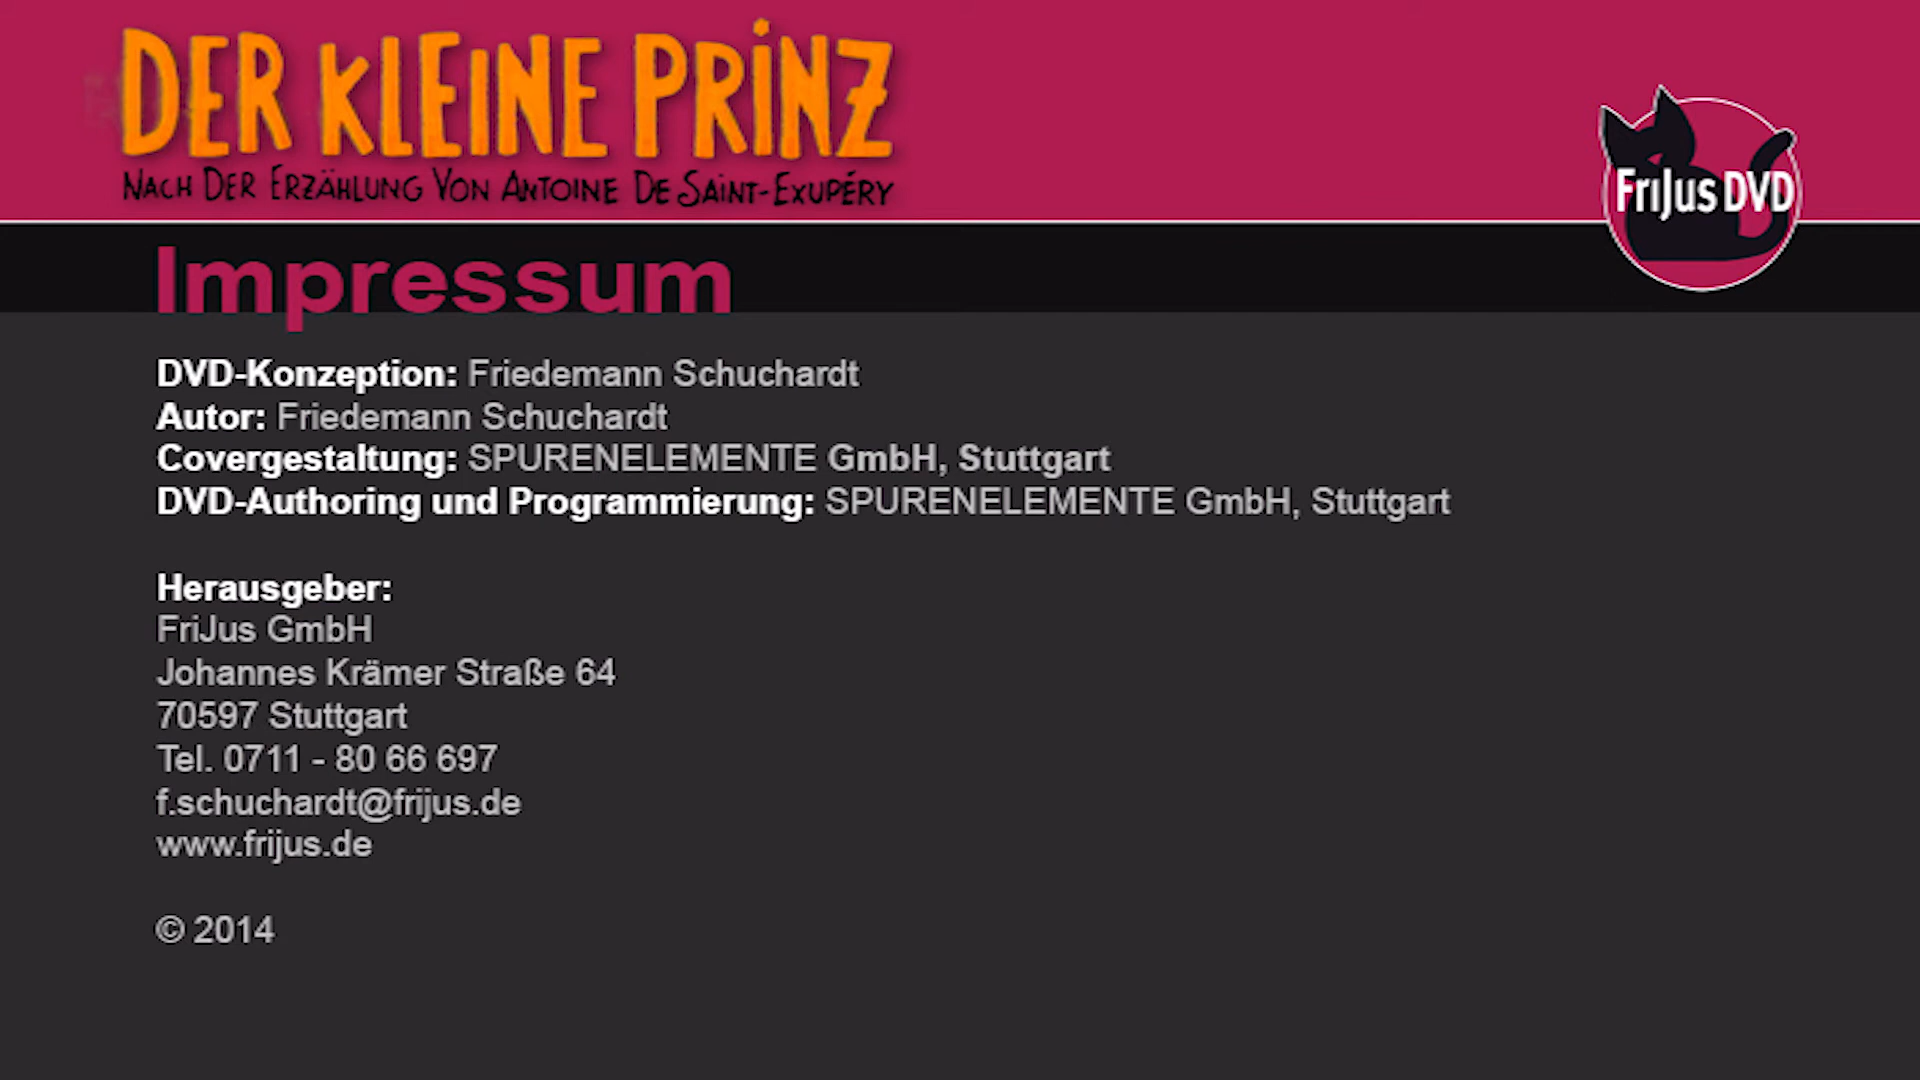 DER KLEINE PRINZ
NACH DER ERZÄHLUNG VON ANTOINE DE SAINT-EXUPÉRY
FriJus DVD
Impressum
DVD-Konzeption: Friedemann Schuchardt
Autor: Friedemann Schuchardt
Covergestaltung: SPURENELEMENTE GmbH, Stuttgart
DVD-Authoring und Programmierung: SPURENELEMENTE GmbH, Stuttgart
Herausgeber:
FriJus GmbH
Johannes Krämer Straße 64
70597 Stuttgart
Tel. 0711 - 80 66 697
f.schuchardt@frijus.de
www.frijus.de
© 2014